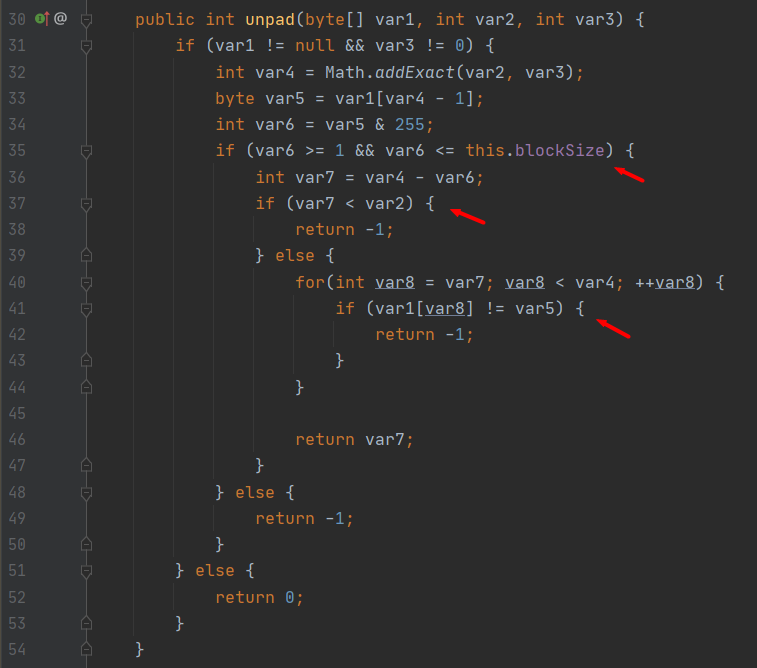 30 @ public int unpad(byte[] var1, int var2, int var3) {
31 if (var1 != null && var3 != 0) {
32 int var4 = Math.addExact(var2, var3);
33 byte var5 = var1[var4 - 1];
34 int var6 = var5 & 255;
35 if (var6 >= 1 && var6 <= this.blockSize) {
36 int var7 = var4 - var6;
37 if (var7 < var2) {
38 return -1;
39 } else {
40 for(int var8 = var7; var8 < var4; ++var8) {
41 if (var1[var8] != var5) {
42 return -1;
43 }
44 }
45
46 return var7;
47 }
48 } else {
49 return -1;
50 }
51 } else {
52 return 0;
53 }
54 }